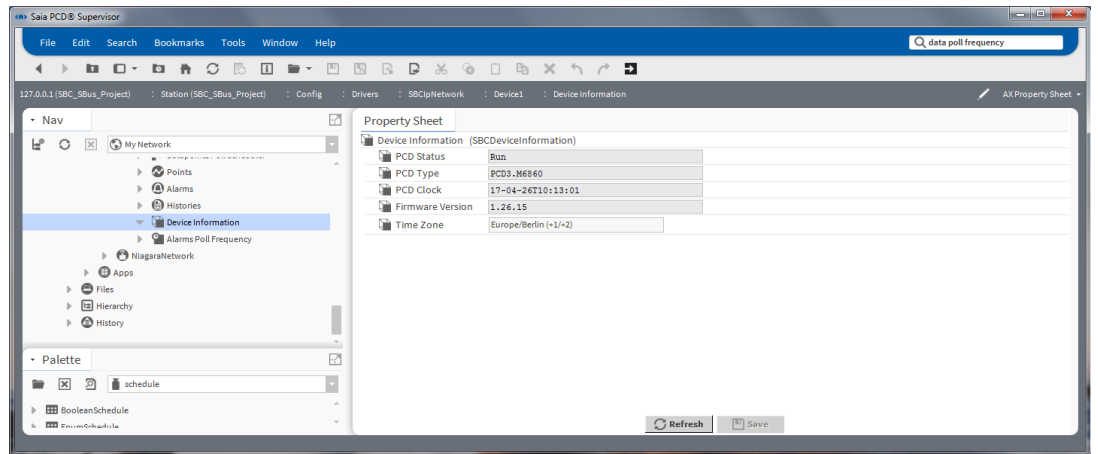 Saia PCD® Supervisor
File Edit Search Bookmarks Tools Window Help
data poll frequency
127.0.0.1 (SBC_SBus_Project) : Station (SBC_SBus_Project) : Config : Drivers : SBCIpNetwork : Device1 : Device Information
AX Property Sheet
Nav
My Network
Points
Alarms
Histories
Device Information
Alarms Poll Frequency
NiagaraNetwork
Apps
Files
Hierarchy
History
Palette
schedule
BooleanSchedule
EnumSchedule
Property Sheet
Device Information (SBCDeviceInformation)
PCD Status Run
PCD Type PCD3.M6860
PCD Clock 17-04-26T10:13:01
Firmware Version 1.26.15
Time Zone Europe/Berlin (+1/+2)
Refresh Save